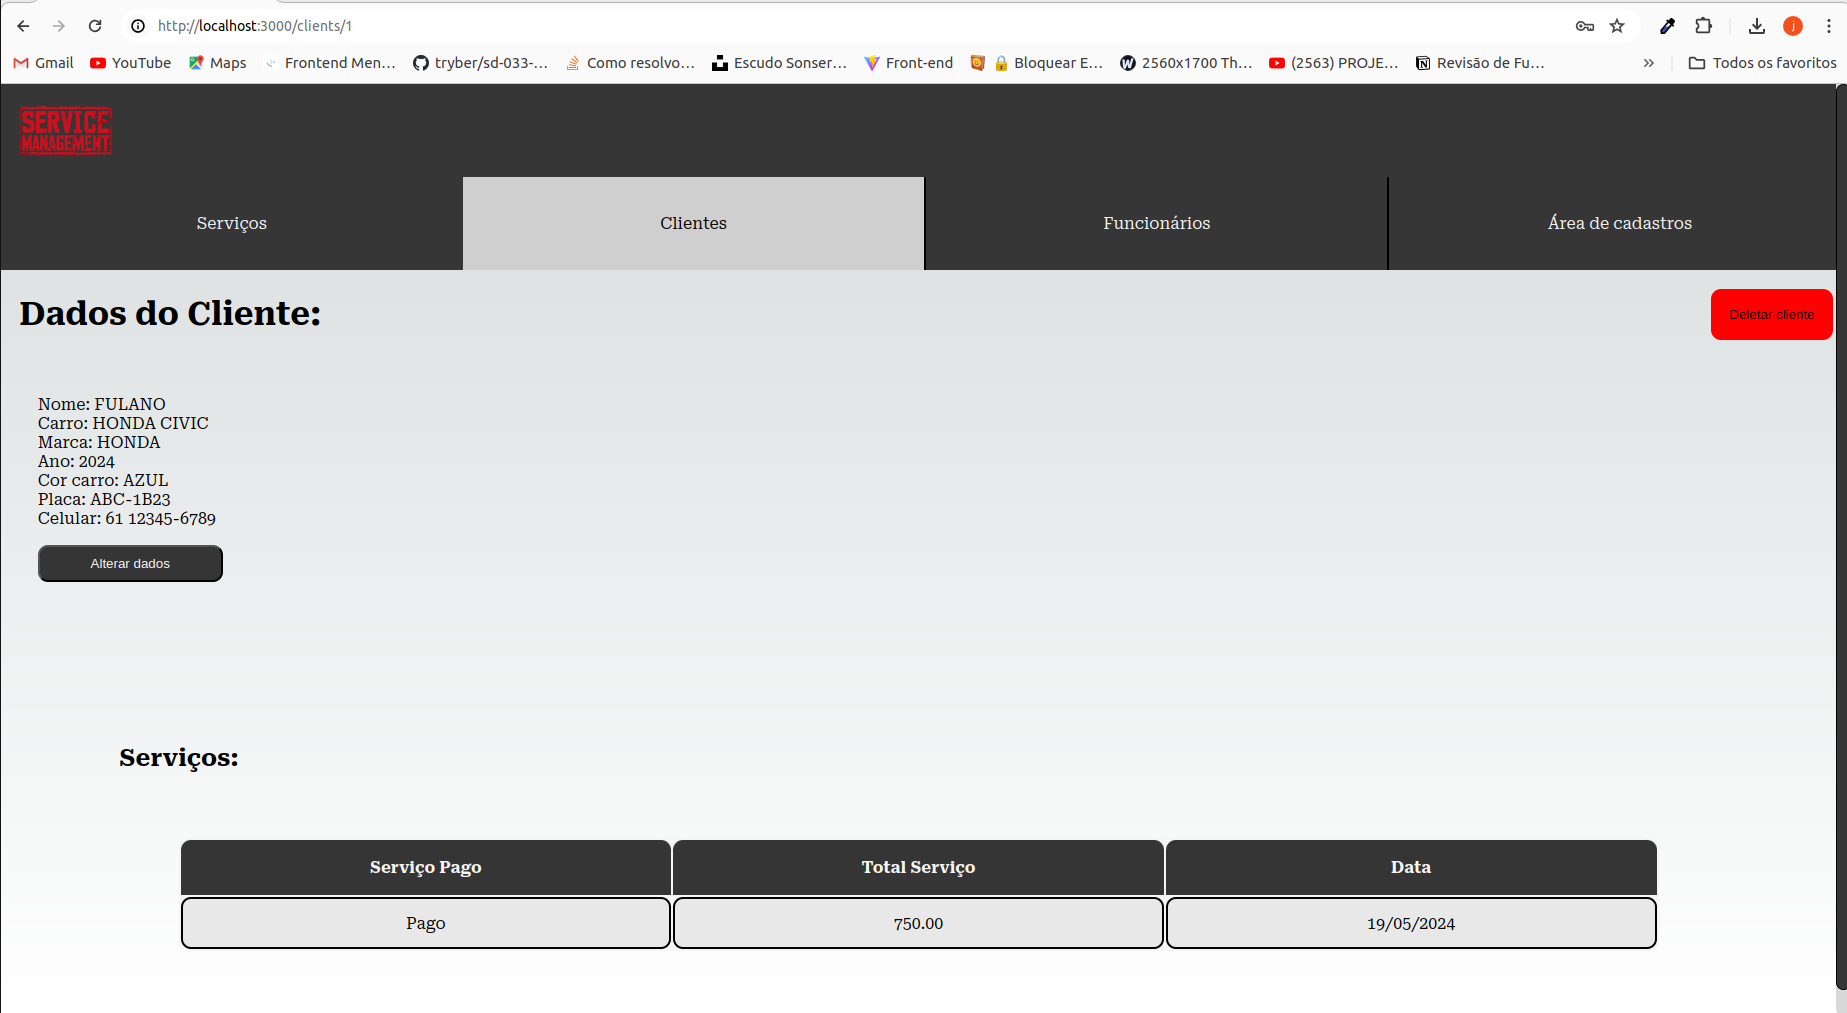 http://localhost:3000/clients/1
j
Gmail
YouTube
Maps
Frontend Men...
tryber/sd-033-...
Como resolvo...
Escudo Sonser...
Front-end
Bloquear E...
2560x1700 Th...
(2563) PROJE...
Revisão de Fu...
Todos os favoritos
SERVICE
MANAGEMENT
Serviços
Clientes
Funcionários
Área de cadastros
Dados do Cliente:
Deletar cliente
Nome: FULANO
Carro: HONDA CIVIC
Marca: HONDA
Ano: 2024
Cor carro: AZUL
Placa: ABC-1B23
Celular: 61 12345-6789
Alterar dados
Serviços:
Serviço Pago
Total Serviço
Data
Pago
750.00
19/05/2024